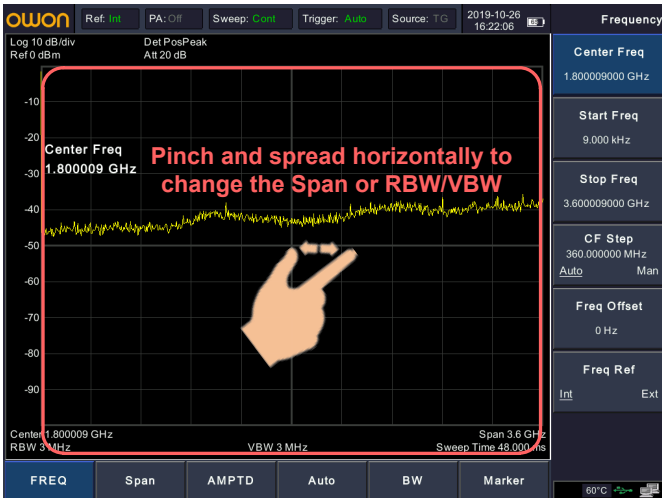 OWON
Ref: Int
PA: Off
Sweep: Cont
Trigger: Auto
Source: TG
2019-10-26
16:22:06
Frequency
Log 10 dB/div
Det PosPeak
Ref 0 dBm
Att 20 dB
-10
-20
-30
-40
-50
-60
-70
-80
-90
Center Freq
1.800009 GHz
Pinch and spread horizontally to
change the Span or RBW/VBW
Center 1.800009 GHz
Span 3.6 GHz
RBW 3 MHz
VBW 3 MHz
Sweep Time 48.000 ms
Center Freq
1.800009000 GHz
Start Freq
9.000 kHz
Stop Freq
3.600009000 GHz
CF Step
360.000000 MHz
Auto Man
Freq Offset
0 Hz
Freq Ref
Int Ext
FREQ
Span
AMPTD
Auto
BW
Marker
60°C